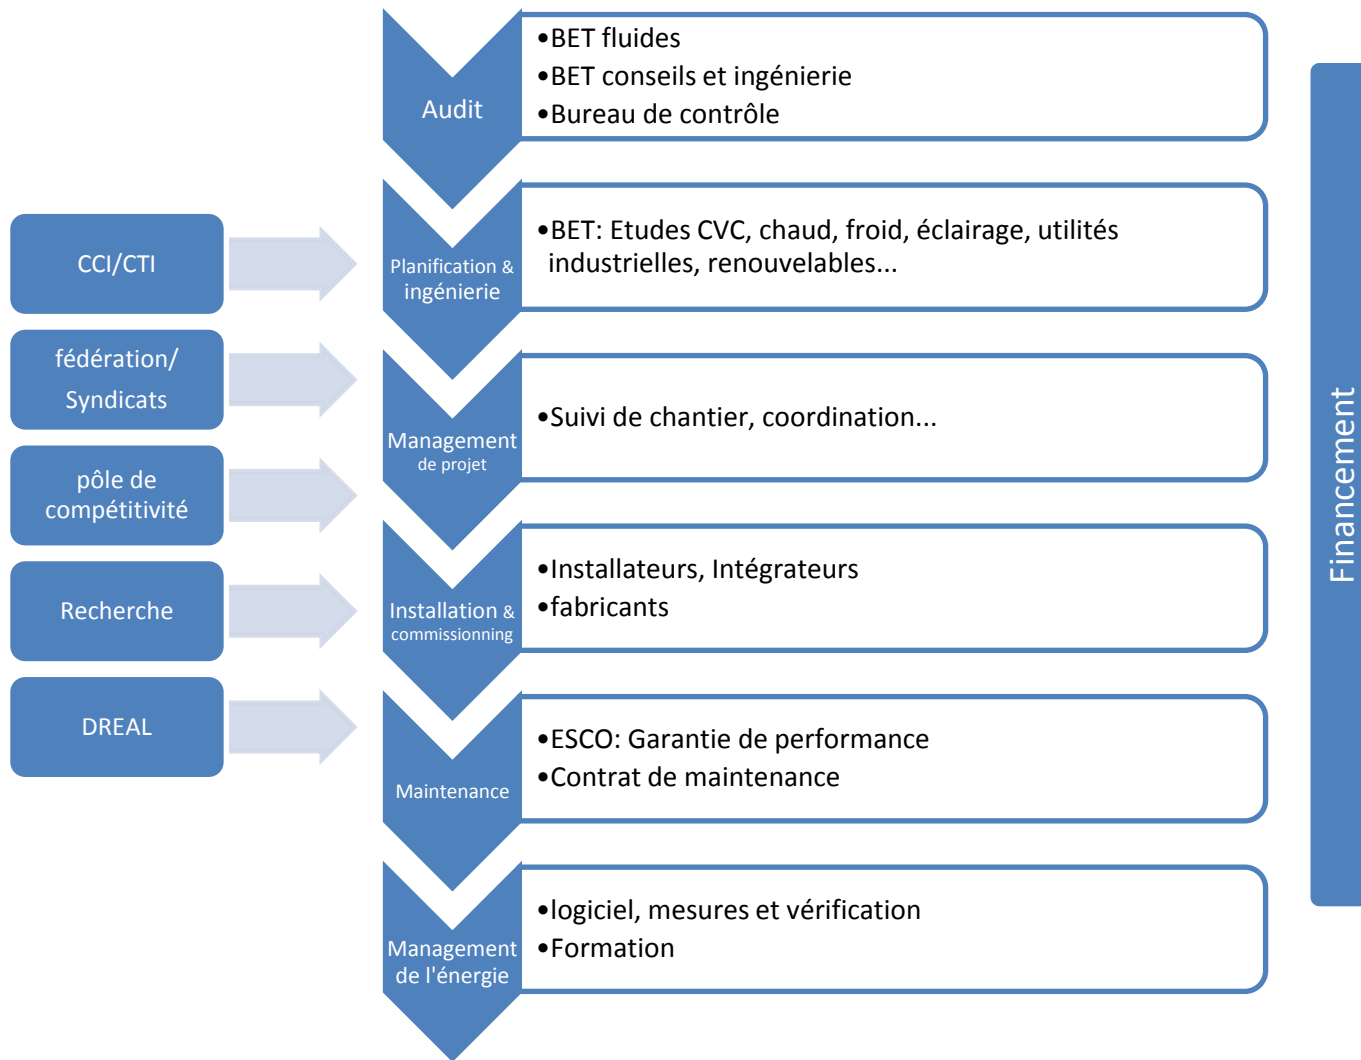 Audit
•BET fluides
•BET conseils et ingénierie
•Bureau de contrôle
CCI/CTI
fédération/
Syndicats
pôle de
compétitivité
Recherche
DREAL
Planification &
ingénierie
•BET: Etudes CVC, chaud, froid, éclairage, utilités
industrielles, renouvelables...
Management
de projet
•Suivi de chantier, coordination...
Installation &
commissionning
•Installateurs, Intégrateurs
•fabricants
Maintenance
•ESCO: Garantie de performance
•Contrat de maintenance
Management
de l'énergie
•logiciel, mesures et vérification
•Formation
Financement